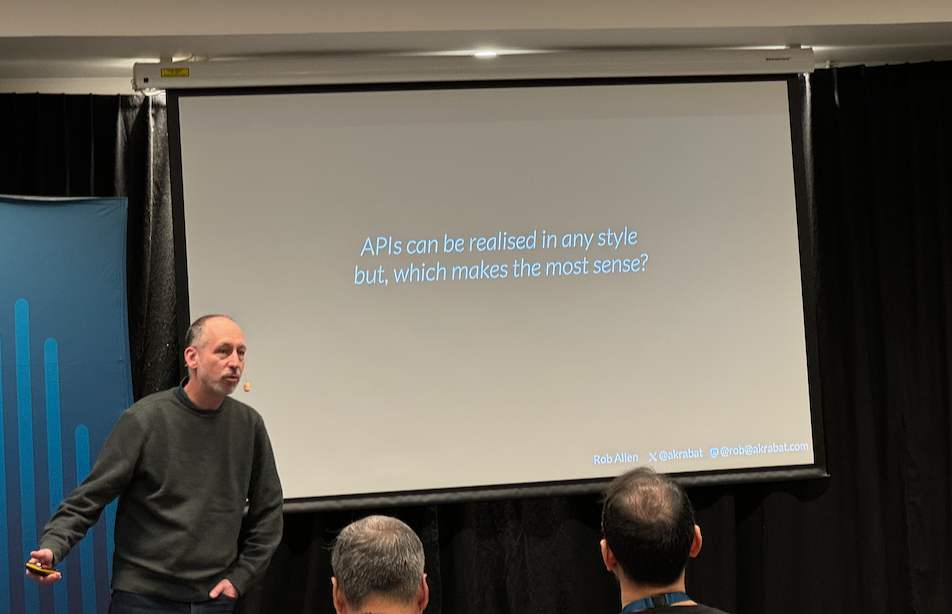 APIs can be realised in any style
but, which makes the most sense?
Rob Allen X @akrabat @rob@akrabat.com